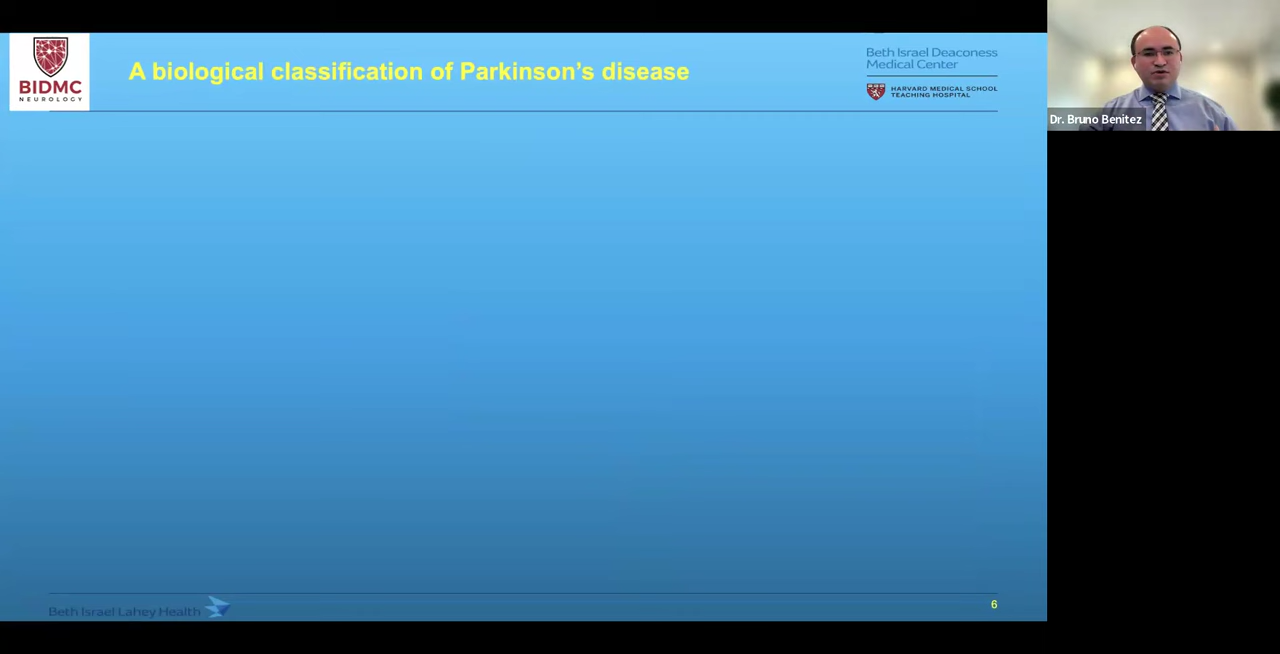 BIDMC
NEUROLOGY
A biological classification of Parkinson's disease
Beth Israel Deaconess
Medical Center
HARVARD MEDICAL SCHOOL
TEACHING HOSPITAL
Dr. Bruno Benitez
Beth Israel Lahey Health
6